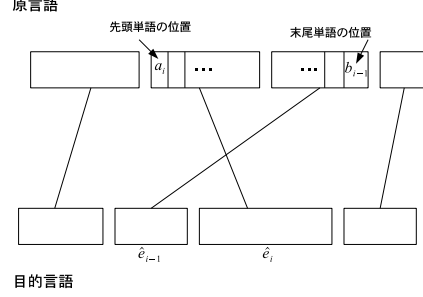 原言語
先頭単語の位置
末尾単語の位置
a_i … … b_{i-1}
ê_{i-1} ê_i
目的言語